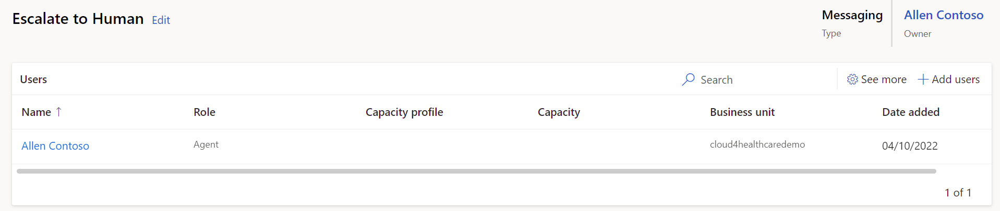 Escalate to Human Edit
Messaging
Type
Allen Contoso
Owner
Users
Search
See more
Add users
Name ↑ Role Capacity profile Capacity Business unit Date added
Allen Contoso Agent cloud4healthcaredemo 04/10/2022
1 of 1